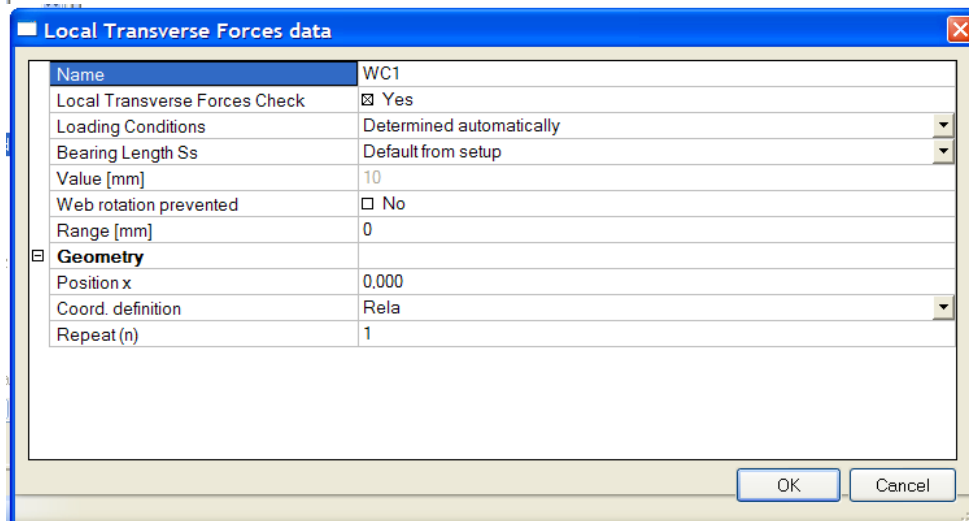 Local Transverse Forces data
Name WC1
Local Transverse Forces Check Yes
Loading Conditions Determined automatically
Bearing Length Ss Default from setup
Value [mm] 10
Web rotation prevented No
Range [mm] 0
Geometry
Position x 0,000
Coord. definition Rela
Repeat (n) 1
OK Cancel